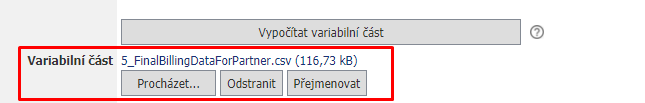 Vypočítat variabilní část ?
Variabilní část 5_FinalBillingDataForPartner.csv (116,73 kB)
Procházet... Odstranit Přejmenovat